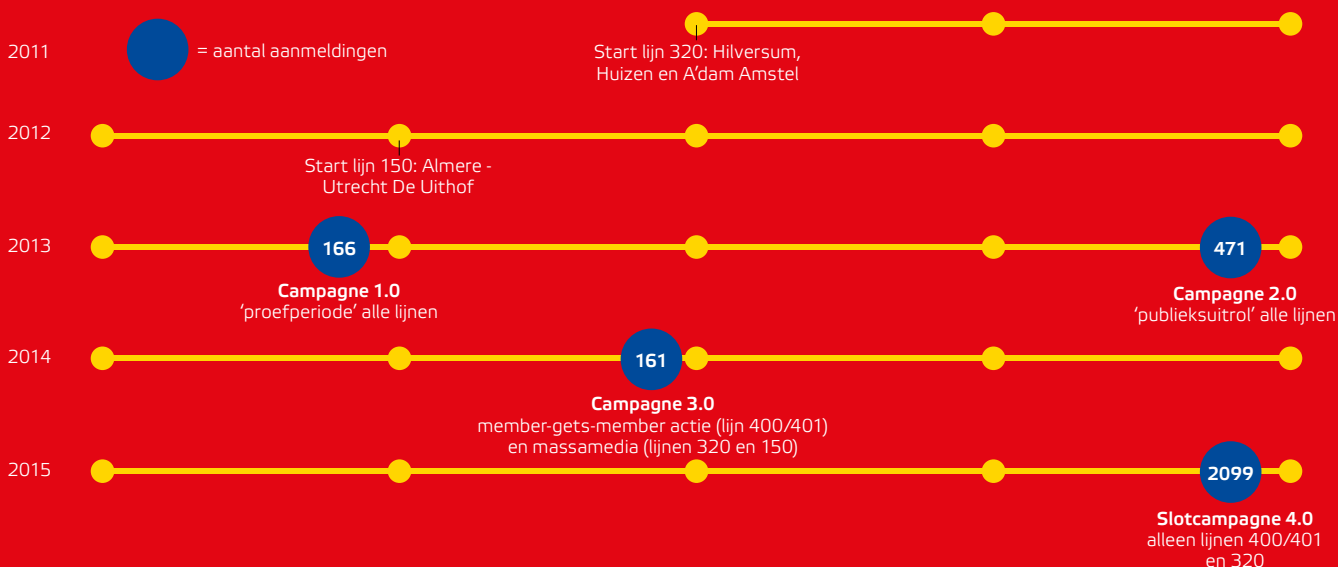 2011
= aantal aanmeldingen
Start lijn 320: Hilversum,
Huizen en A'dam Amstel
2012
Start lijn 150: Almere -
Utrecht De Uithof
2013
166
471
Campagne 1.0
'proefperiode' alle lijnen
Campagne 2.0
'publieksuitrol' alle lijnen
2014
161
Campagne 3.0
member-gets-member actie (lijn 400/401)
en massamedia (lijnen 320 en 150)
2015
2099
Slotcampagne 4.0
alleen lijnen 400/401
en 320